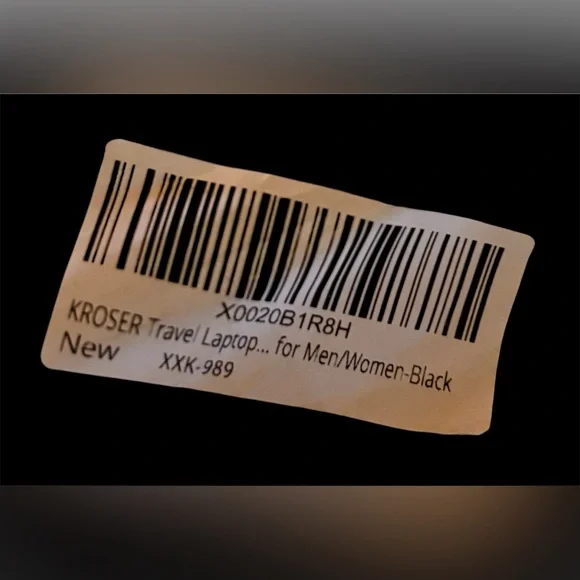 X0020B1R8H
KROSER Travel Laptop... for Men/Women-Black
New XXK-989